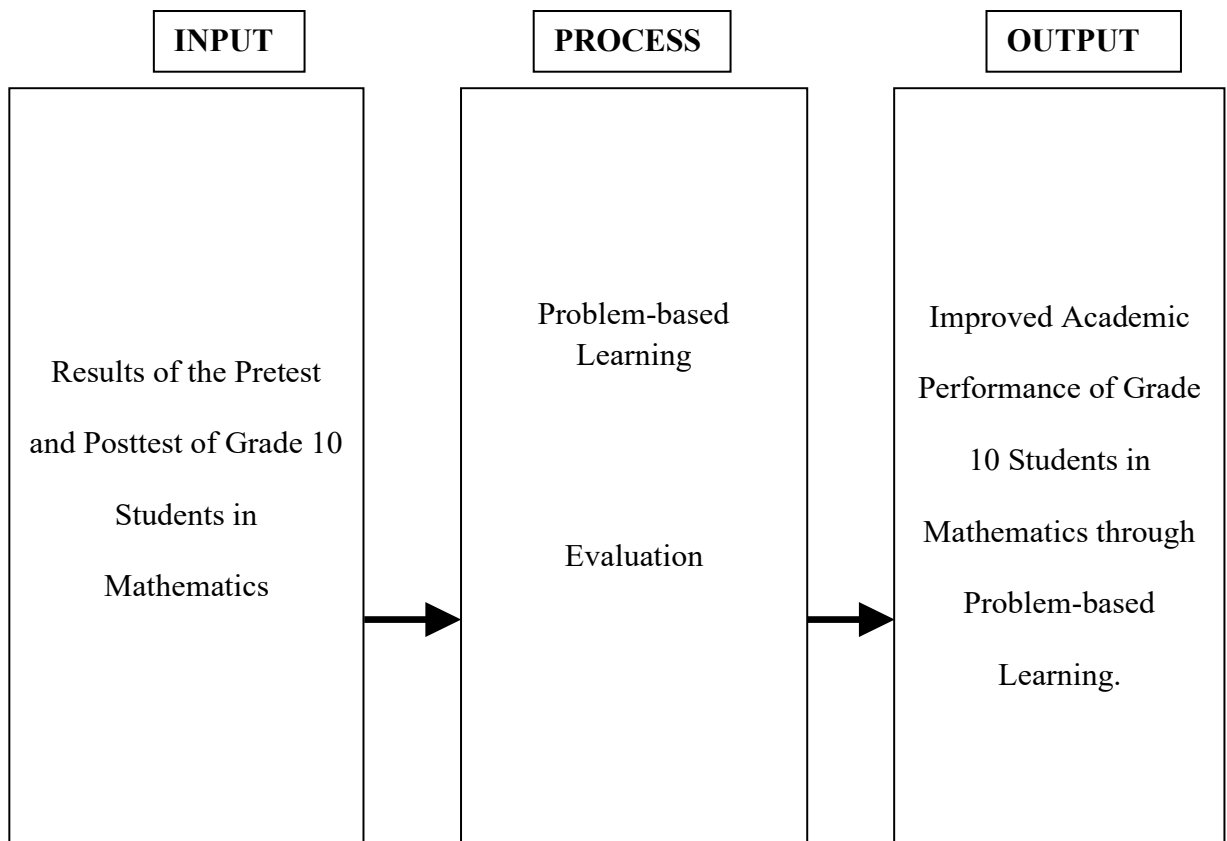 INPUT
PROCESS
OUTPUT
Results of the Pretest
and Posttest of Grade 10
Students in
Mathematics
Problem-based
Learning
Evaluation
Improved Academic
Performance of Grade
10 Students in
Mathematics through
Problem-based
Learning.